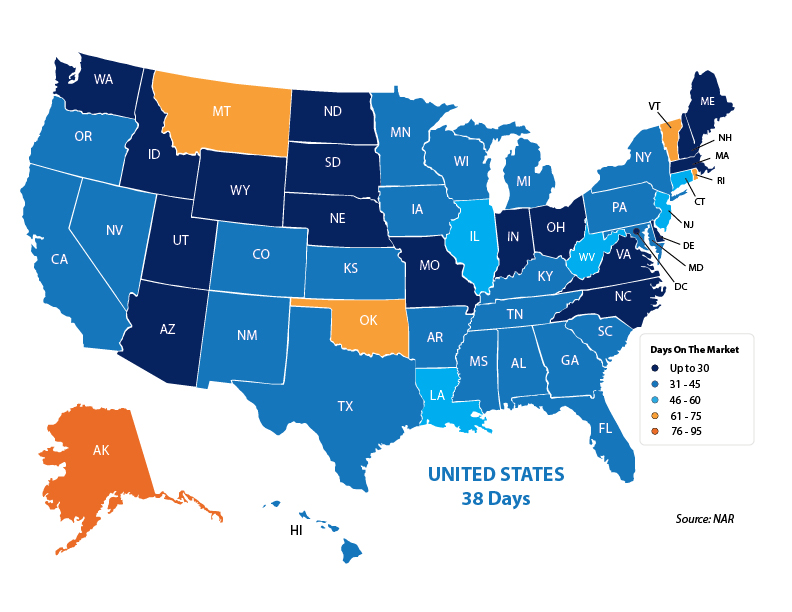 WA
MT
ND
MN
ME
VT
OR
ID
SD
WI
MI
NY
NH
MA
RI
CT
WY
NE
IA
PA
NJ
NV
UT
CO
IL
IN
OH
DE
CA
KS
MO
KY
WV
VA
MD
DC
AZ
NM
OK
AR
TN
NC
SC
MS
AL
GA
TX
LA
FL
AK
HI
Days On The Market
Up to 30
31 - 45
46 - 60
61 - 75
76 - 95
UNITED STATES
38 Days
Source: NAR